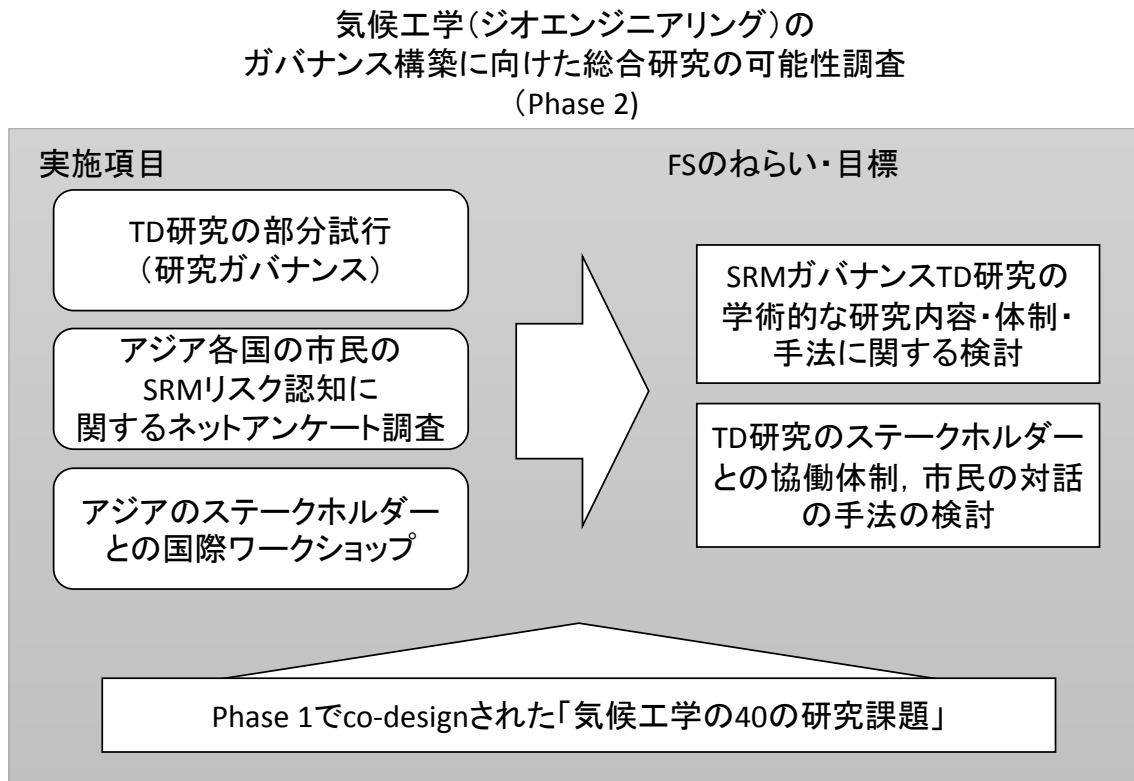 気候工学(ジオエンジニアリング)の
ガバナンス構築に向けた総合研究の可能性調査
(Phase 2)
実施項目
TD研究の部分試行
(研究ガバナンス)
アジア各国の市民の
SRMリスク認知に
関するネットアンケート調査
アジアのステークホルダー
との国際ワークショップ
FSのねらい・目標
SRMガバナンスTD研究の
学術的な研究内容・体制・
手法に関する検討
TD研究のステークホルダー
との協働体制,市民の対話
の手法の検討
Phase 1でco-designされた「気候工学の40の研究課題」